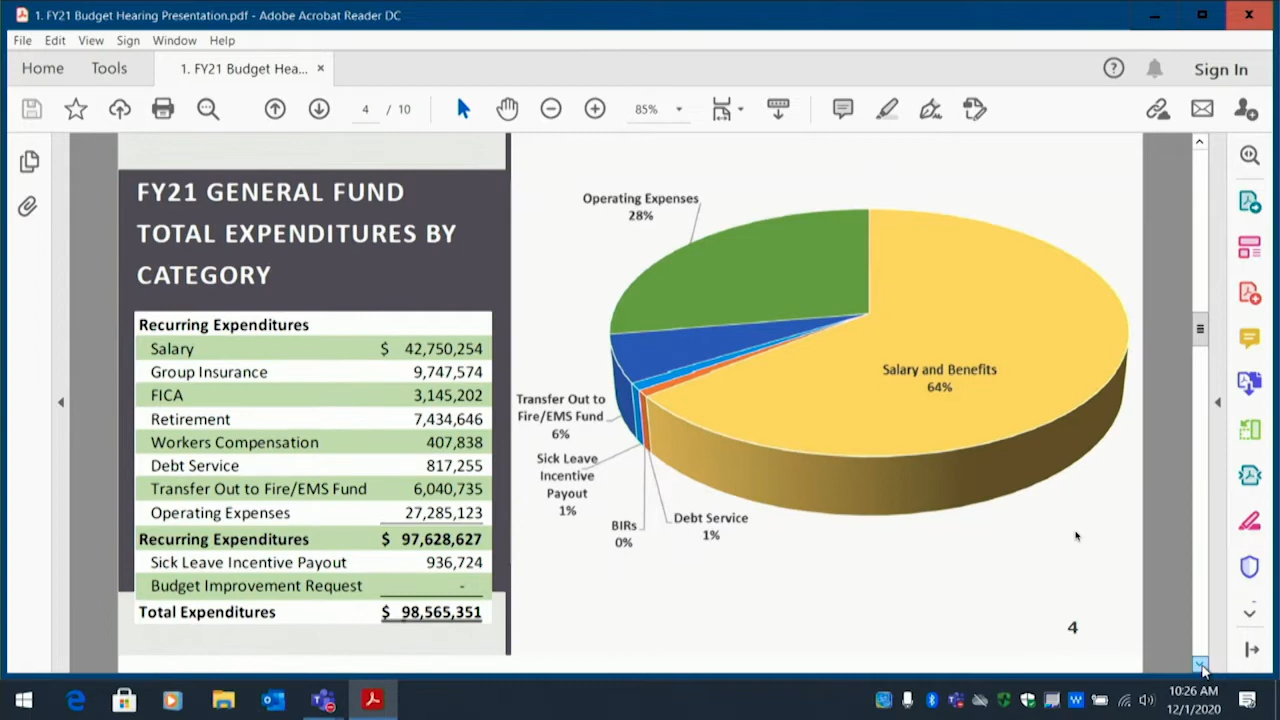 1. FY21 Budget Hearing Presentation.pdf - Adobe Acrobat Reader DC
File Edit View Sign Window Help
Home Tools 1. FY21 Budget Hea... × Sign In
4 / 10 85%
FY21 GENERAL FUND
TOTAL EXPENDITURES BY
CATEGORY
Recurring Expenditures
Salary $ 42,750,254
Group Insurance 9,747,574
FICA 3,145,202
Retirement 7,434,646
Workers Compensation 407,838
Debt Service 817,255
Transfer Out to Fire/EMS Fund 6,040,735
Operating Expenses 27,285,123
Recurring Expenditures $ 97,628,627
Sick Leave Incentive Payout 936,724
Budget Improvement Request -
Total Expenditures $ 98,565,351
Operating Expenses
28%
Salary and Benefits
64%
Transfer Out to
Fire/EMS Fund
6%
Sick Leave
Incentive
Payout
1%
BIRs
0%
Debt Service
1%
4
10:26 AM
12/1/2020